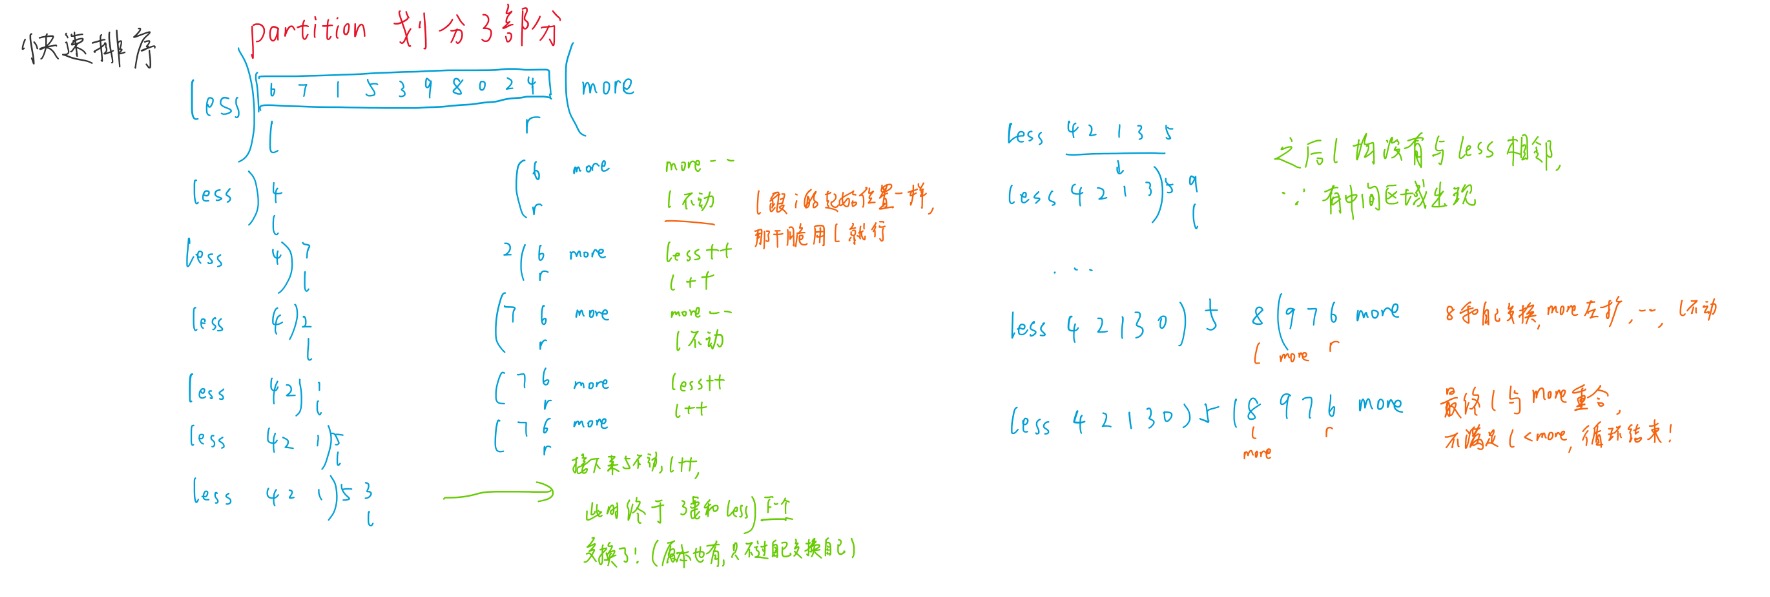 快速排序
partition 划分3部分
less ) 6 7 1 5 3 9 8 0 2 4 ( more
l r
less ) 4 ( 6 more more--
l r l不动
l跟i的起始位置一样,
那干脆用l就行
less 4 ) 7 2 ( 6 more less++
l r l++
less 4 ) 2 ( 7 6 more more--
l r l不动
less 4 2 ) 1 ( 7 6 more less++
l r l++
less 4 2 1 ) 5 ( 7 6 more
l r
接下来5不动, l++,
less 4 2 1 ) 5 3
l
此时终于3要和less)下一个
交换了! (原本也有,只不过自己交换自己)
less 4 2 1 3 5
↓
less 4 2 1 3 ) 5 9
l
之后l均没有与less相邻,
∵ 有中间区域出现
...
less 4 2 1 3 0 ) 5 8 ( 9 7 6 more
l more r
8和自己交换, more左扩, --, l不动
less 4 2 1 3 0 ) 5 ( 8 9 7 6 more
l r
more
最终l与more重合,
不满足l<more, 循环结束!